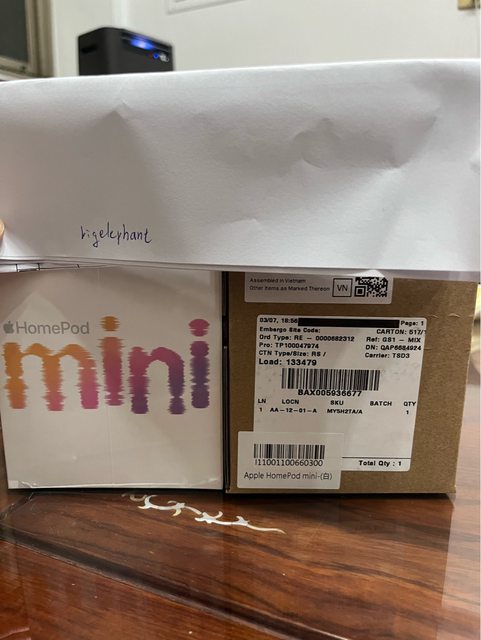 bigelephant
HomePod
mini
Assembled in Vietnam
Other items as Marked Thereon
VN
03/07, 18:56
Page: 1
Embargo Site Code:
CARTON: 517/1
Ord Type: RE - 0000682312
Ref: GS1 - MIX
Pro: TP100047974
DN: QAP6684924
CTN Type/Size: RS /
Carrier: TSD3
Load: 133479
BAX005936677
LN LOCN SKU BATCH QTY
1 AA-12-01-A MY5H2TA/A 1
I11001100660300
Total Qty : 1
Apple HomePod mini-(白)